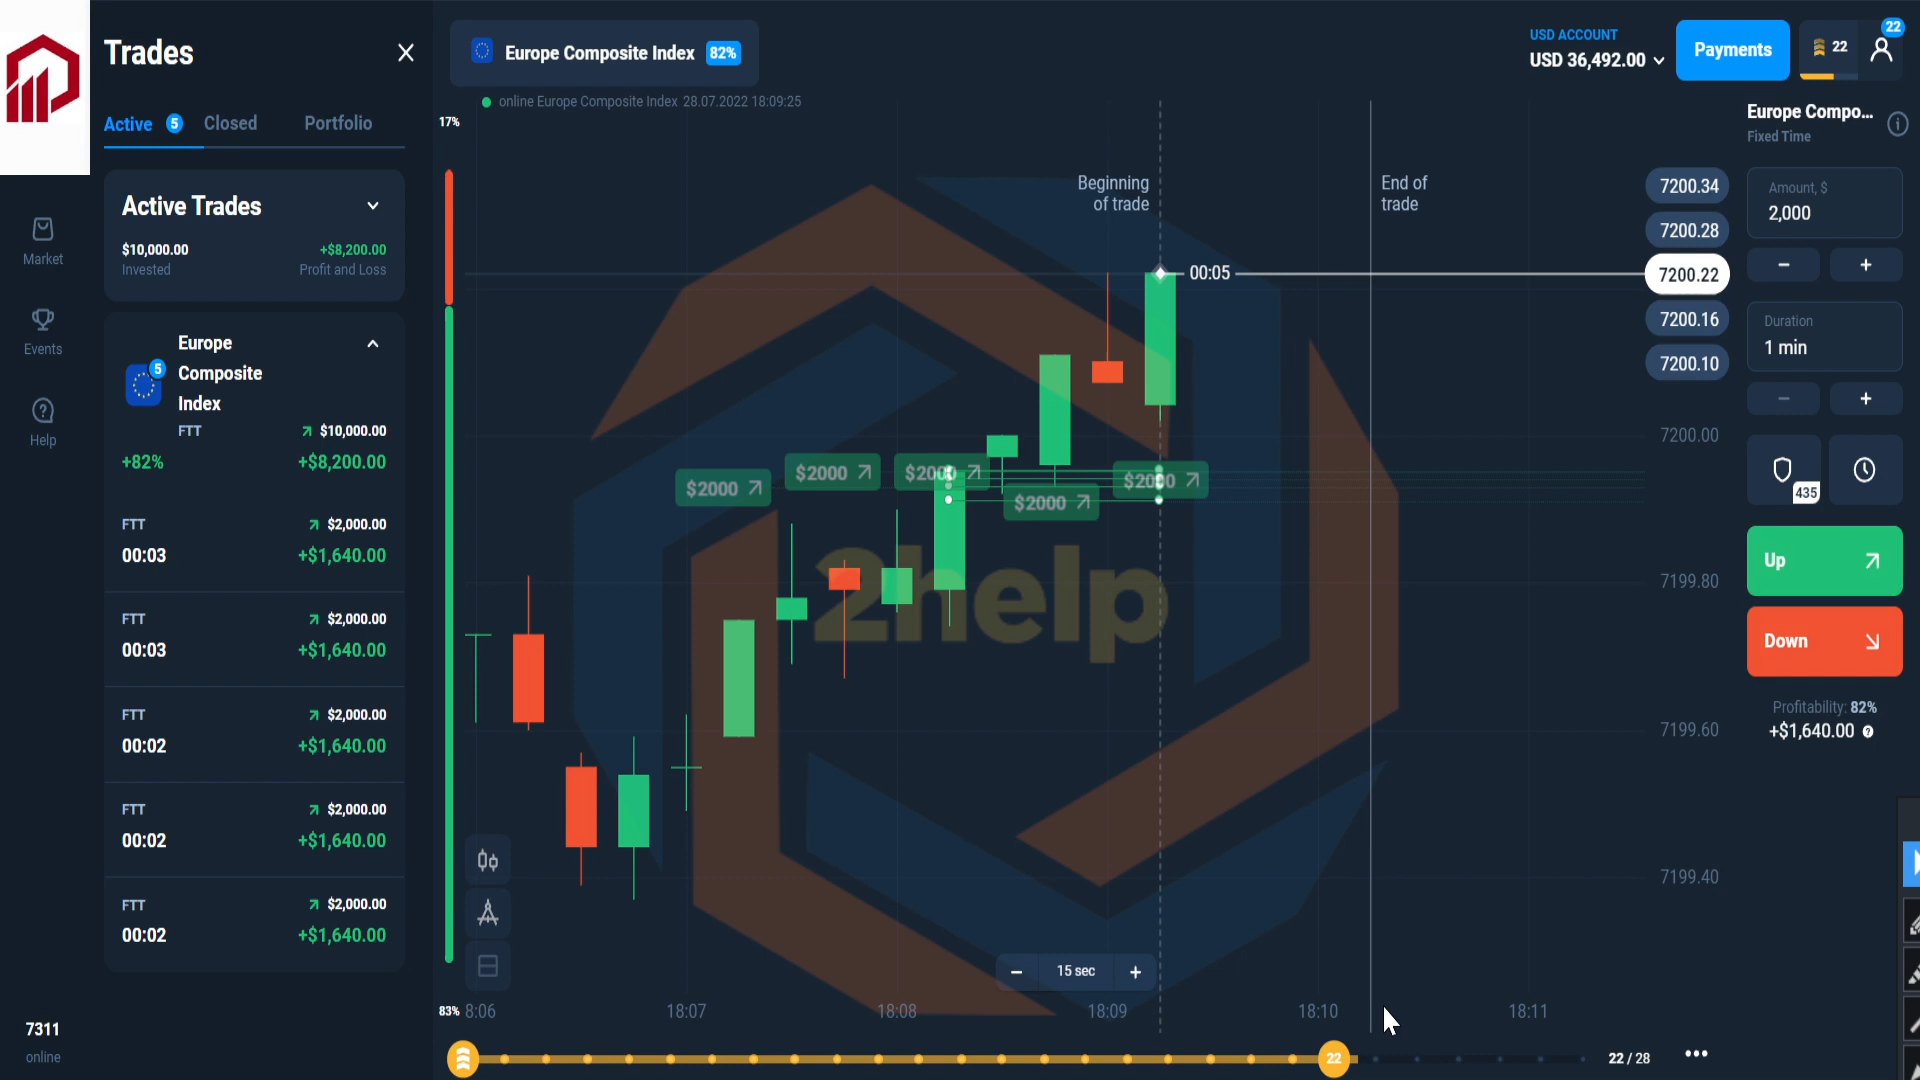 Trades
Active 5 Closed Portfolio
Active Trades
$10,000.00 +$8,200.00
Invested Profit and Loss
5
Europe
Composite
Index
FTT $10,000.00
+82% +$8,200.00
FTT $2,000.00
00:03 +$1,640.00
FTT $2,000.00
00:03 +$1,640.00
FTT $2,000.00
00:02 +$1,640.00
FTT $2,000.00
00:02 +$1,640.00
FTT $2,000.00
00:02 +$1,640.00
Market
Events
Help
7311
online
Europe Composite Index 82%
online Europe Composite Index 28.07.2022 18:09:25
17%
Beginning
of trade
End of
trade
00:05
$2000
$2000
$2000
$2000
$2000
2help
7200.34
7200.28
7200.22
7200.16
7200.10
7200.00
7199.80
7199.60
7199.40
− 15 sec +
83% 8:06 18:07 18:08 18:09 18:10 18:11
22
22 / 28
•••
USD ACCOUNT
USD 36,492.00
Payments
22
22
Europe Compo...
Fixed Time
Amount, $
2,000
− +
Duration
1 min
− +
435
Up
Down
Profitability: 82%
+$1,640.00